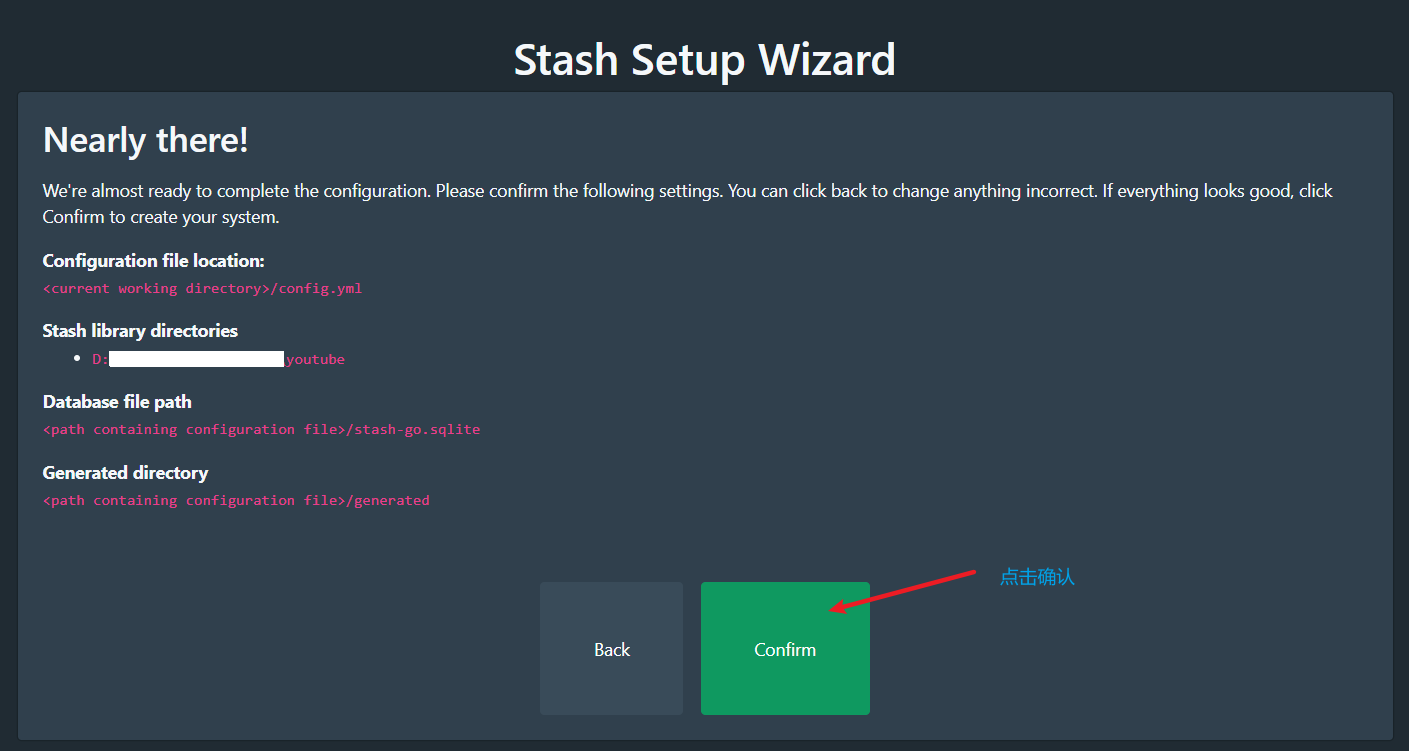 Stash Setup Wizard
Nearly there!
We're almost ready to complete the configuration. Please confirm the following settings. You can click back to change anything incorrect. If everything looks good, click
Confirm to create your system.
Configuration file location:
<current working directory>/config.yml
Stash library directories
D: youtube
Database file path
<path containing configuration file>/stash-go.sqlite
Generated directory
<path containing configuration file>/generated
点击确认
Back
Confirm